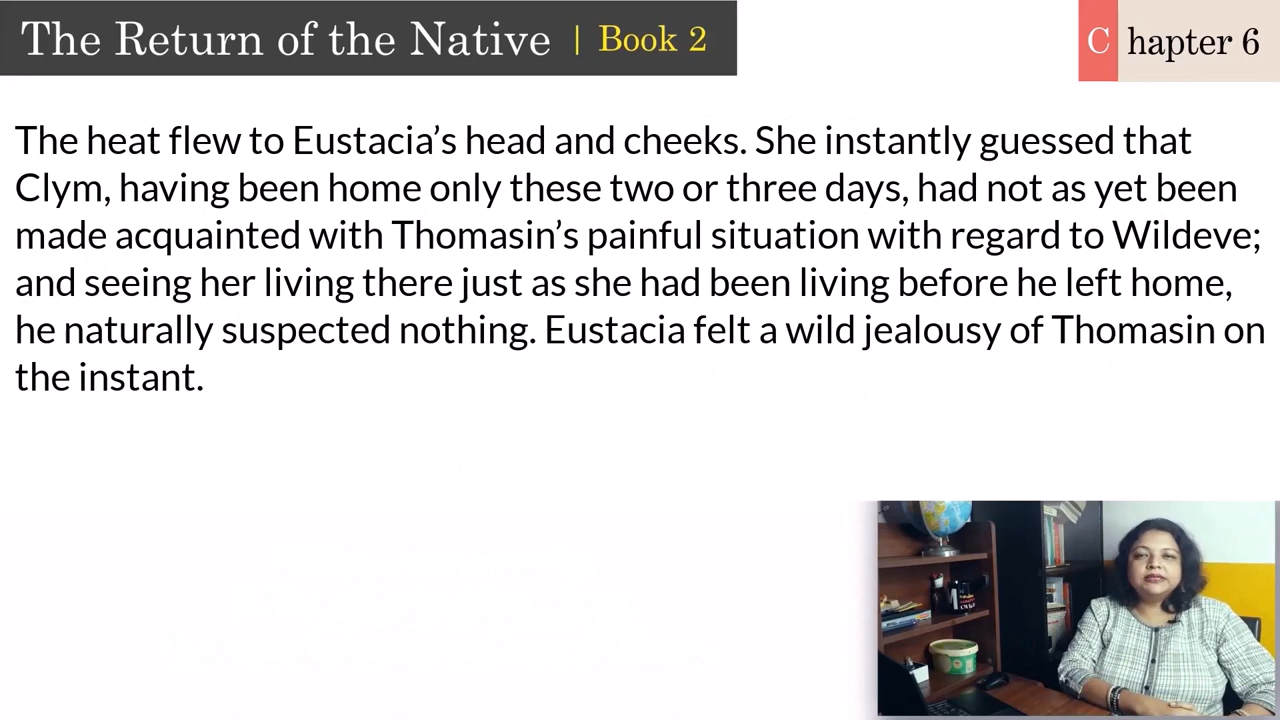 The Return of the Native | Book 2
Chapter 6
The heat flew to Eustacia’s head and cheeks. She instantly guessed that
Clym, having been home only these two or three days, had not as yet been
made acquainted with Thomasin’s painful situation with regard to Wildeve;
and seeing her living there just as she had been living before he left home,
he naturally suspected nothing. Eustacia felt a wild jealousy of Thomasin on
the instant.